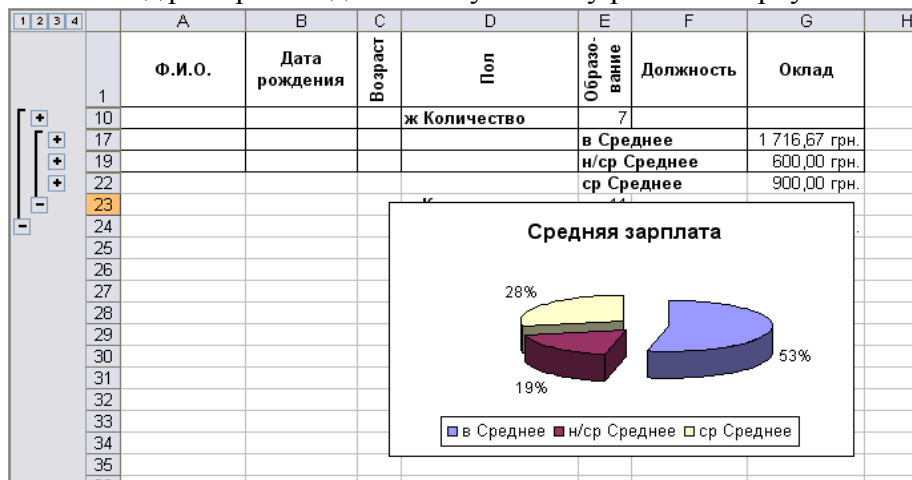 1 2 3 4 A B C D E F G H
1 Ф.И.О. Дата рождения Возраст Пол Образо-вание Должность Оклад
10 ж Количество 7
17 в Среднее 1 716,67 грн.
19 н/ср Среднее 600,00 грн.
22 ср Среднее 900,00 грн.
23
24
Средняя зарплата
25
26
27
28% 
28
29
30
53%
31
19%
32
33
в Среднее н/ср Среднее ср Среднее
34
35